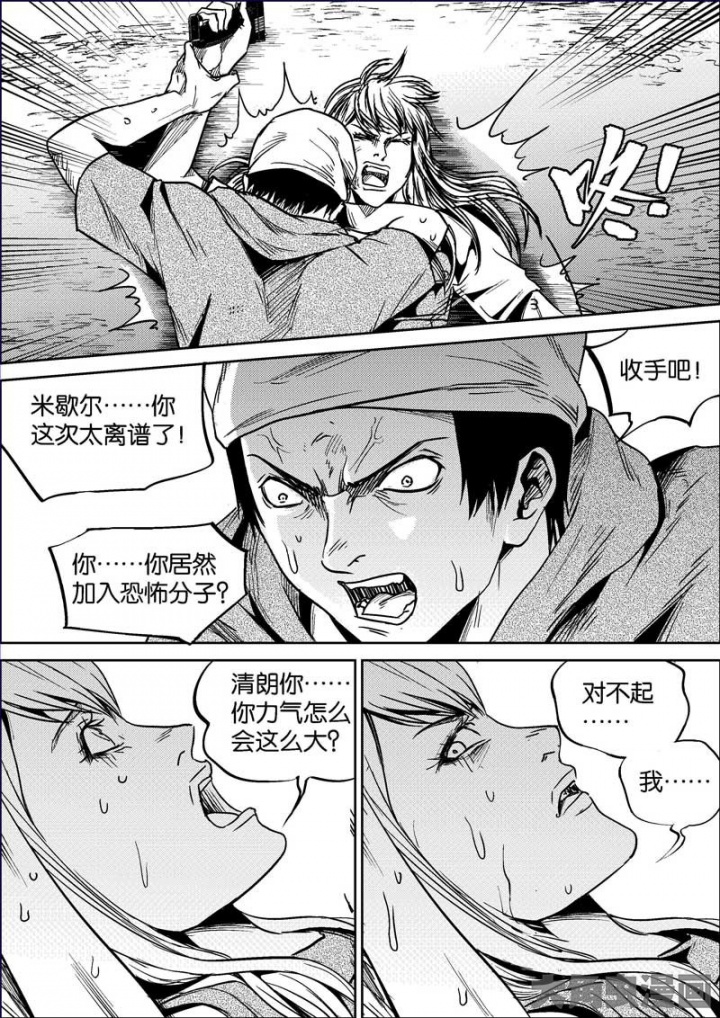 咚!
米歇尔……你
这次太离谱了!
收手吧!
你……你居然
加入恐怖分子?
清朗你……
你力气怎么
会这么大?
对不起
……
我……